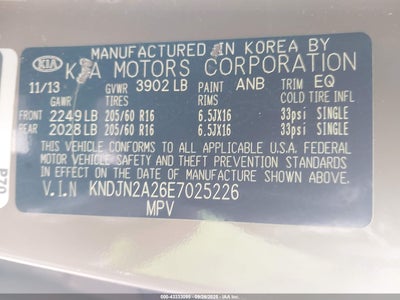 MANUFACTURED IN KOREA BY
KIA KIA MOTORS CORPORATION
11/13 GVWR 3902 LB PAINT ANB TRIM EQ
GAWR TIRES RIMS COLD TIRE INFL
FRONT 2249 LB 205/60 R16 6.5JX16 33psi SINGLE
REAR 2028 LB 205/60 R16 6.5JX16 33psi SINGLE
THIS VEHICLE CONFORMS TO ALL APPLICABLE U.S.A. FEDERAL
MOTOR VEHICLE SAFETY, BUMPER, AND THEFT PREVENTION
STANDARDS IN EFFECT ON THE DATE OF MANUFACTURE
SHOWN ABOVE.
V.I.N KNDJN2A26E7025226
MPV